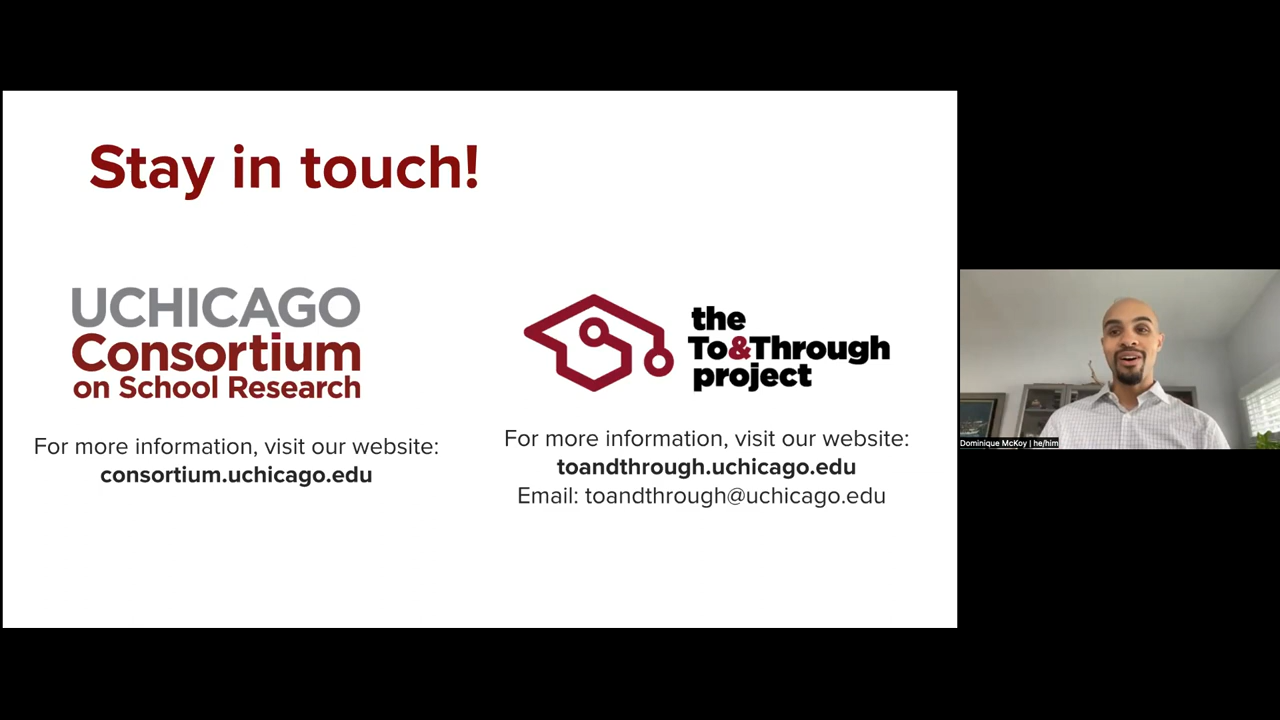 Stay in touch!
UCHICAGO
Consortium
on School Research
For more information, visit our website:
consortium.uchicago.edu
the
To&Through
project
For more information, visit our website:
toandthrough.uchicago.edu
Email: toandthrough@uchicago.edu
Dominique McKoy | he/him